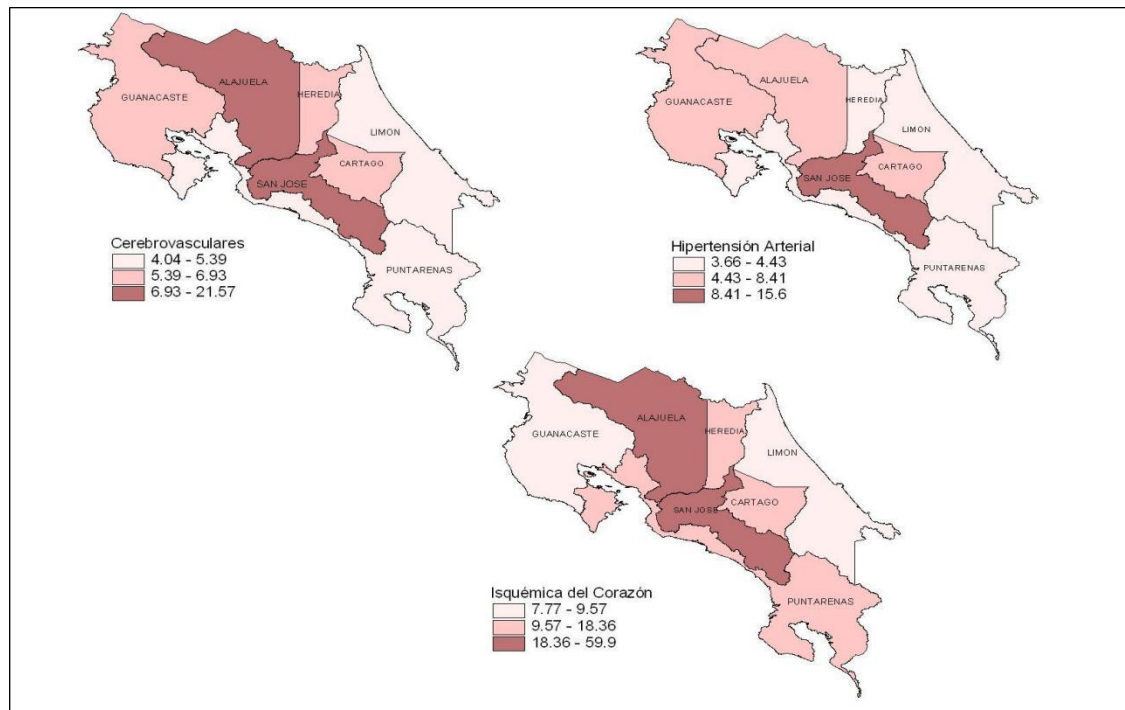 ALAJUELA
GUANACASTE
HEREDIA
LIMON
CARTAGO
SAN JOSE
PUNTARENAS
Cerebrovasculares
4.04 - 5.39
5.39 - 6.93
6.93 - 21.57
ALAJUELA
GUANACASTE
HEREDIA
LIMON
CARTAGO
SAN JOSE
PUNTARENAS
Hipertensión Arterial
3.66 - 4.43
4.43 - 8.41
8.41 - 15.6
ALAJUELA
GUANACASTE
HEREDIA
LIMON
CARTAGO
SAN JOSE
PUNTARENAS
Isquémica del Corazón
7.77 - 9.57
9.57 - 18.36
18.36 - 59.9